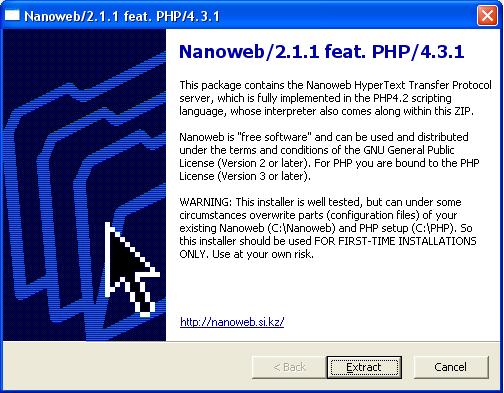 Nanoweb/2.1.1 feat. PHP/4.3.1
Nanoweb/2.1.1 feat. PHP/4.3.1
This package contains the Nanoweb HyperText Transfer Protocol
server, which is fully implemented in the PHP4.2 scripting
language, whose interpreter also comes along within this ZIP.
Nanoweb is "free software" and can be used and distributed
under the terms and conditions of the GNU General Public
License (Version 2 or later). For PHP you are bound to the PHP
License (Version 3 or later).
WARNING: This installer is well tested, but can under some
circumstances overwrite parts (configuration files) of your
existing Nanoweb (C:\Nanoweb) and PHP setup (C:\PHP). So
this installer should be used FOR FIRST-TIME INSTALLATIONS
ONLY. Use at your own risk.
http://nanoweb.si.kz/
< Back Extract Cancel